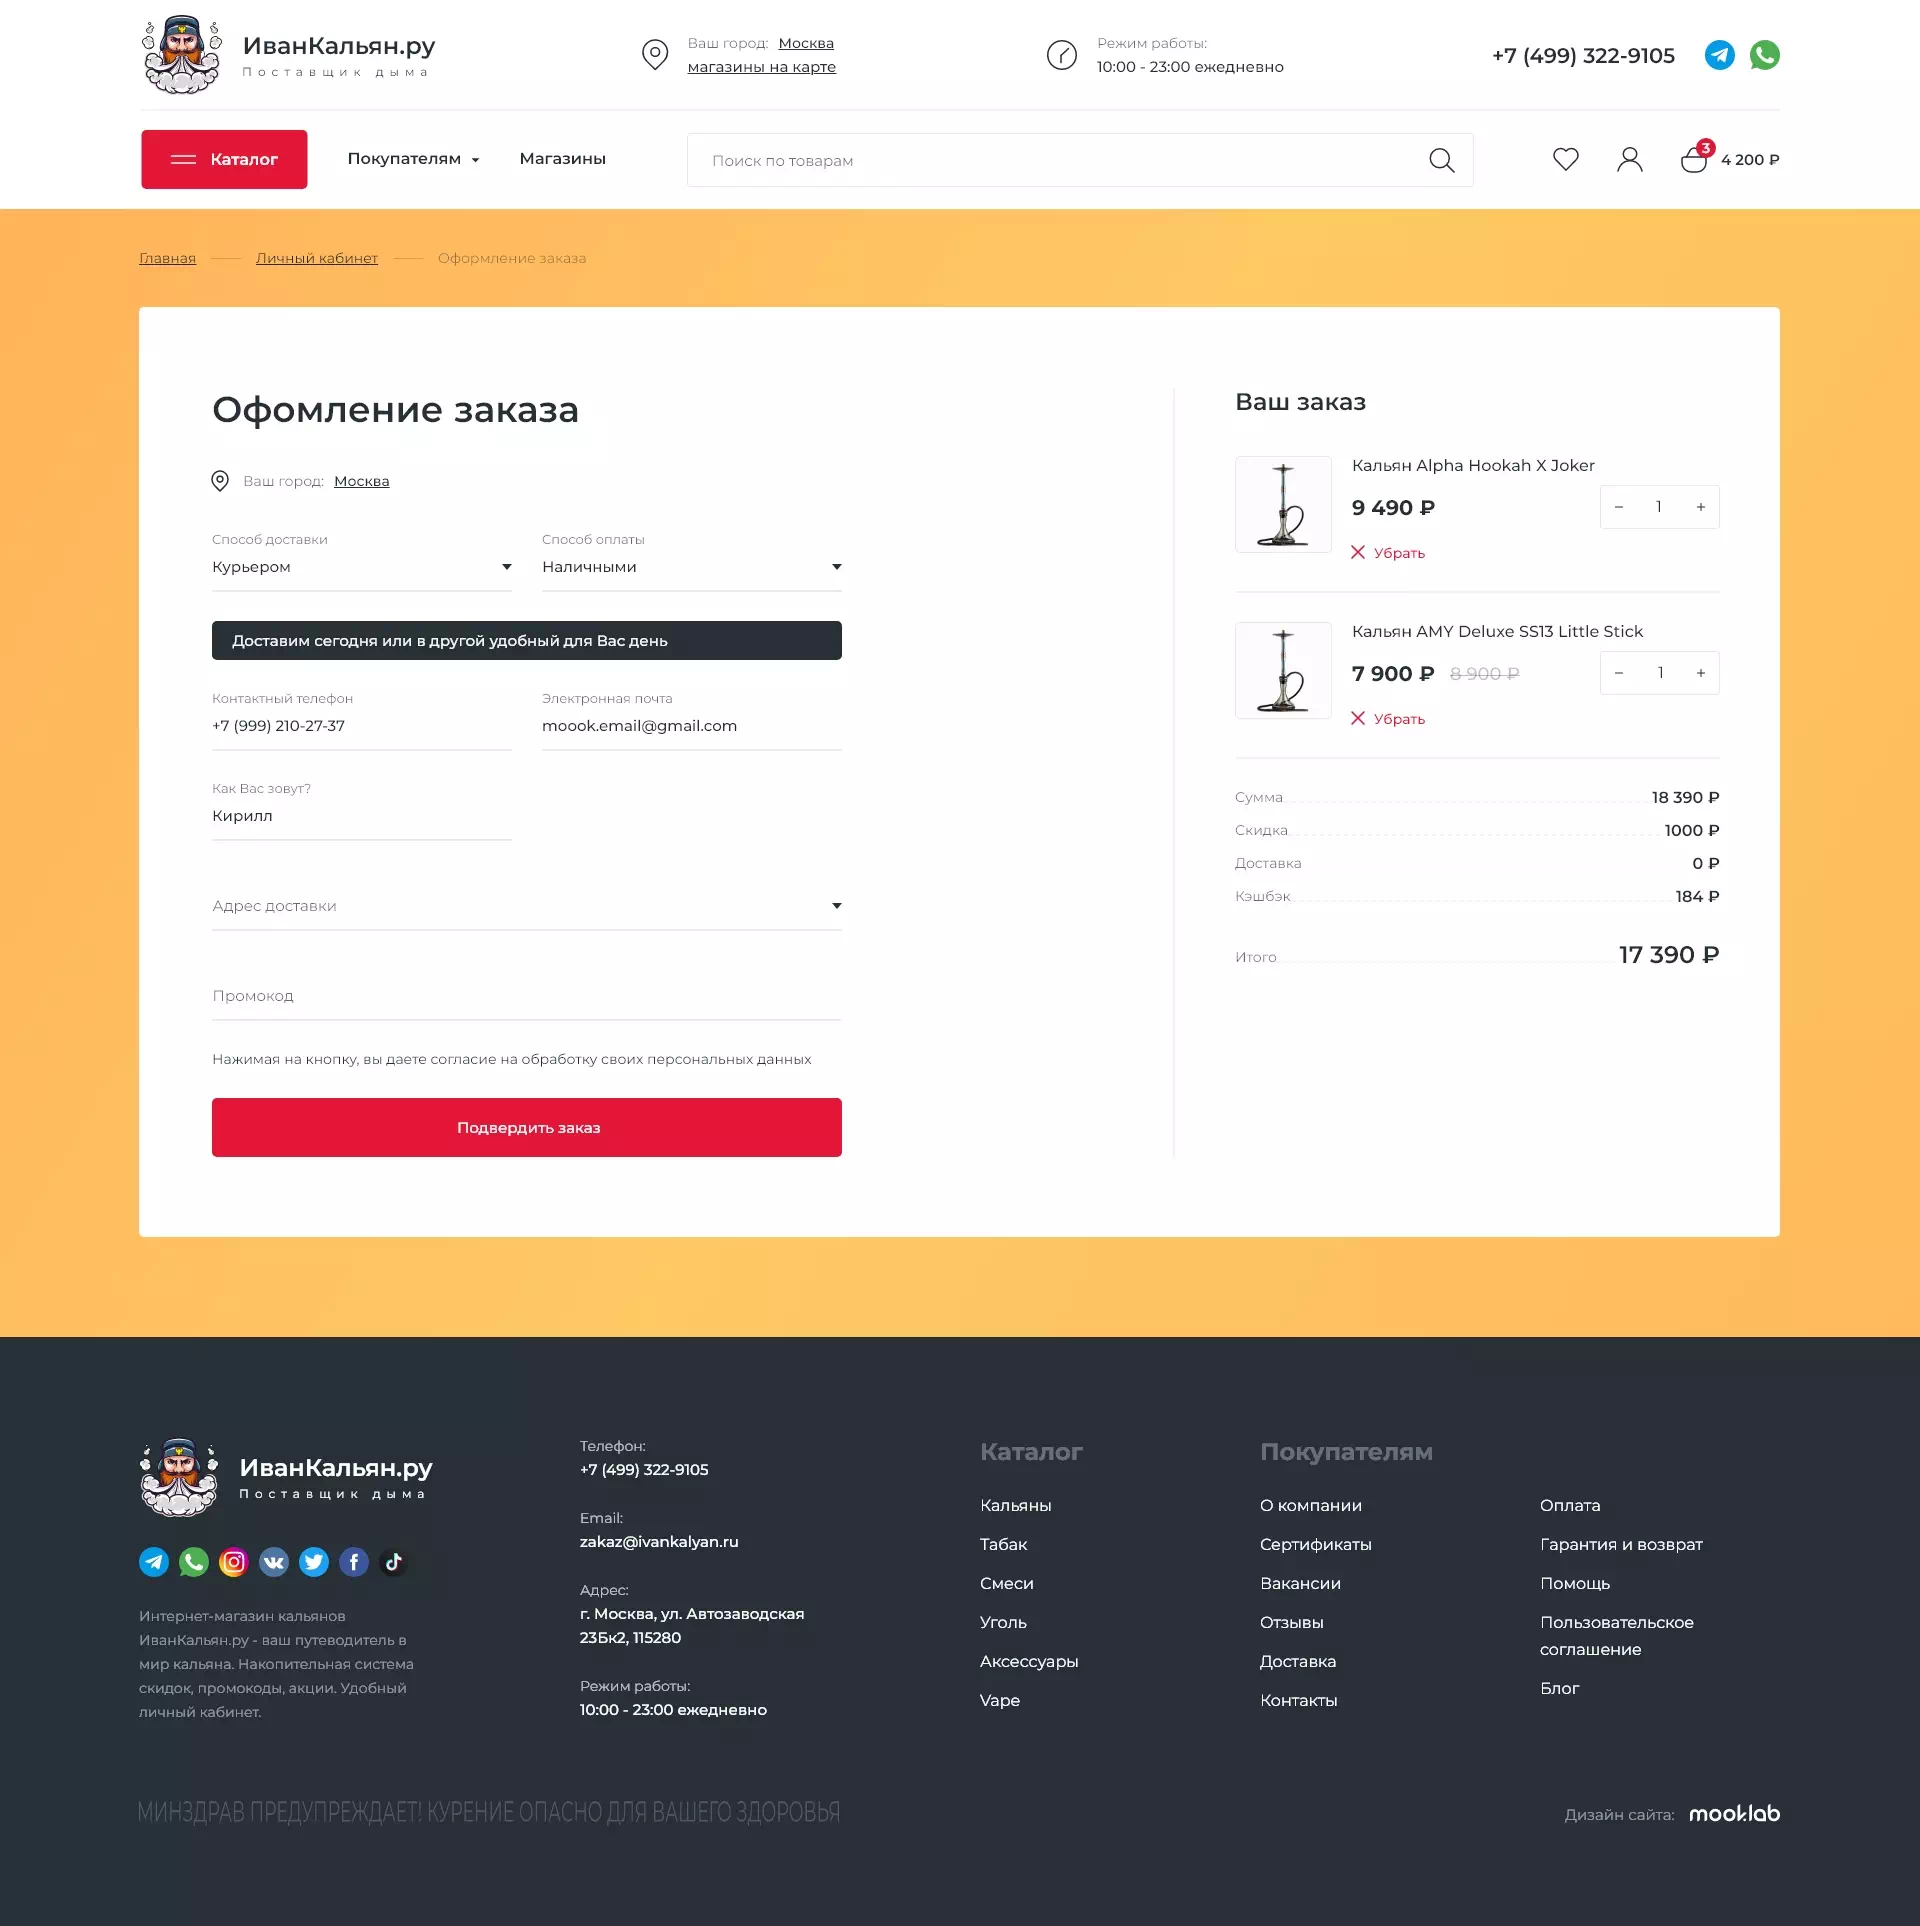 ИванКальян.ру
Поставщик дыма
Ваш город: Москва
магазины на карте
Режим работы:
10:00 - 23:00 ежедневно
+7 (499) 322-9105
Каталог
Покупателям
Магазины
Поиск по товарам
3
4 200 ₽
Главная
Личный кабинет
Оформление заказа
Офомление заказа
Ваш город: Москва
Способ доставки
Курьером
Способ оплаты
Наличными
Доставим сегодня или в другой удобный для Вас день
Контактный телефон
+7 (999) 210-27-37
Электронная почта
moook.email@gmail.com
Как Вас зовут?
Кирилл
Адрес доставки
Промокод
Нажимая на кнопку, вы даете согласие на обработку своих персональных данных
Подвердить заказ
Ваш заказ
Кальян Alpha Hookah X Joker
9 490 ₽
− 1 +
Убрать
Кальян AMY Deluxe SS13 Little Stick
7 900 ₽ 8 900 ₽
− 1 +
Убрать
Сумма 18 390 ₽
Скидка 1000 ₽
Доставка 0 ₽
Кэшбэк 184 ₽
Итого 17 390 ₽
ИванКальян.ру
Поставщик дыма
Интернет-магазин кальянов
ИванКальян.ру - ваш путеводитель в
мир кальяна. Накопительная система
скидок, промокоды, акции. Удобный
личный кабинет.
Телефон:
+7 (499) 322-9105
Email:
zakaz@ivankalyan.ru
Адрес:
г. Москва, ул. Автозаводская
23Бк2, 115280
Режим работы:
10:00 - 23:00 ежедневно
Каталог
Кальяны
Табак
Смеси
Уголь
Аксессуары
Vape
Покупателям
О компании
Сертификаты
Вакансии
Отзывы
Доставка
Контакты
Оплата
Гарантия и возврат
Помощь
Пользовательское
соглашение
Блог
МИНЗДРАВ ПРЕДУПРЕЖДАЕТ! КУРЕНИЕ ОПАСНО ДЛЯ ВАШЕГО ЗДОРОВЬЯ
Дизайн сайта: mooklab